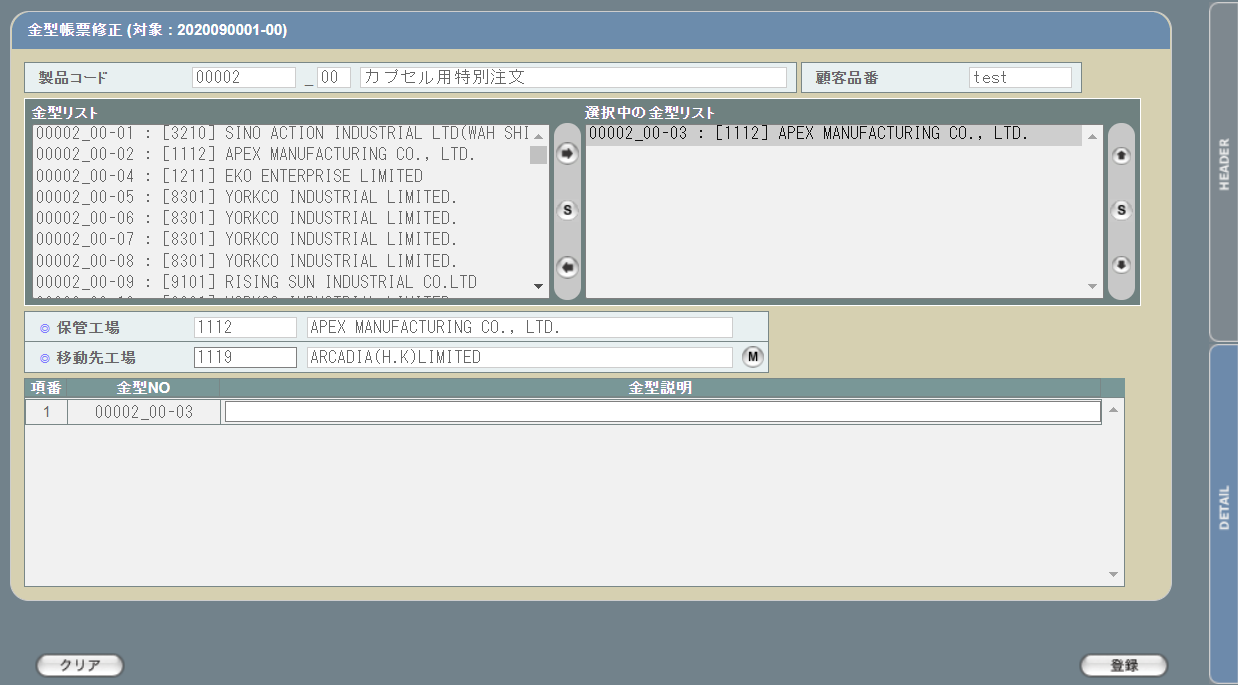 金型帳票修正 (対象 : 2020090001-00)
製品コード 00002 _ 00 カプセル用特別注文 顧客品番 test
金型リスト
00002_00-01 : [3210] SINO ACTION INDUSTRIAL LTD(WAH SHI
00002_00-02 : [1112] APEX MANUFACTURING CO., LTD.
00002_00-04 : [1211] EKO ENTERPRISE LIMITED
00002_00-05 : [8301] YORKCO INDUSTRIAL LIMITED.
00002_00-06 : [8301] YORKCO INDUSTRIAL LIMITED.
00002_00-07 : [8301] YORKCO INDUSTRIAL LIMITED.
00002_00-08 : [8301] YORKCO INDUSTRIAL LIMITED.
00002_00-09 : [9101] RISING SUN INDUSTRIAL CO.LTD
S
選択中の金型リスト
00002_00-03 : [1112] APEX MANUFACTURING CO., LTD.
S
◎ 保管工場 1112 APEX MANUFACTURING CO., LTD.
◎ 移動先工場 1119 ARCADIA(H.K)LIMITED M
項番 金型NO 金型説明
1 00002_00-03
クリア 登録
HEADER
DETAIL